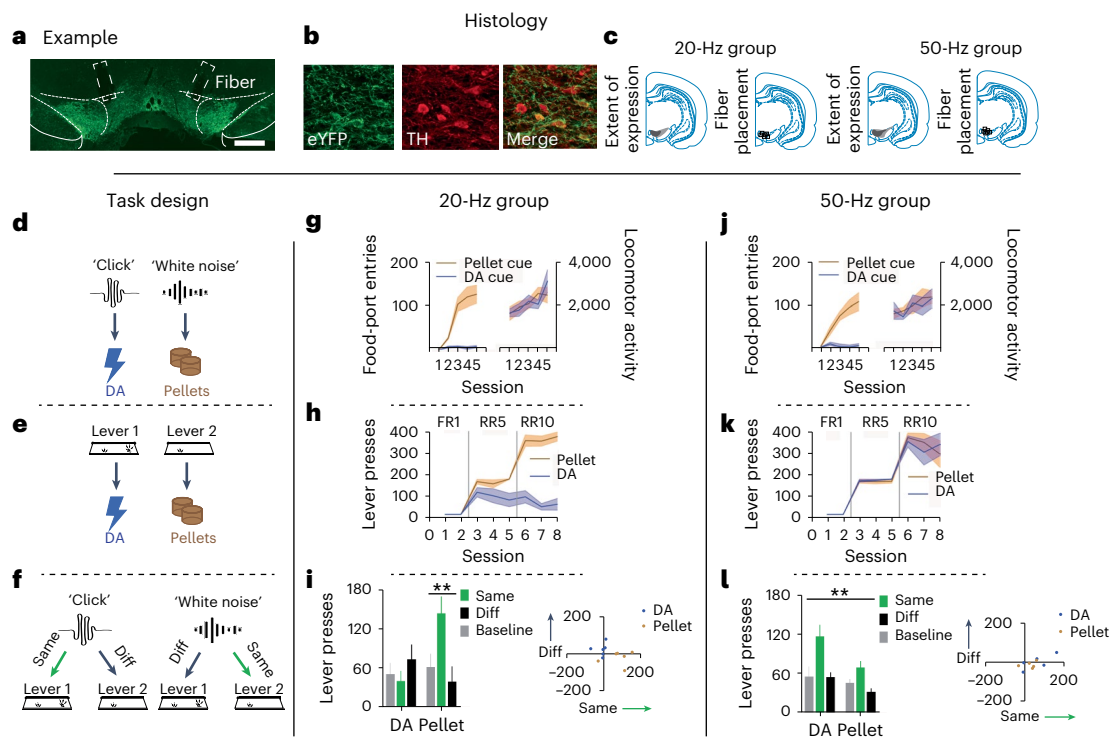 Histology
a Example
Fiber
b
eYFP
TH
Merge
c
20-Hz group
50-Hz group
Extent of
expression
Fiber
placement
Extent of
expression
Fiber
placement
Task design
20-Hz group
50-Hz group
d
'Click' 'White noise'
DA Pellets
e
Lever 1 Lever 2
DA Pellets
f
'Click' 'White noise'
Same Diff Diff Same
Lever 1 Lever 2 Lever 1 Lever 2
g
Food-port entries
200
100
Pellet cue
DA cue
4,000
2,000
Locomotor activity
12345 12345
Session
h
FR1 RR5 RR10
Lever presses
400
300
200
100
0
Pellet
DA
0 1 2 3 4 5 6 7 8
Session
i
Lever presses
180
120
60
0
**
Same
Diff
Baseline
DA Pellet
200
DA
Pellet
Diff
−200 200
−200
Same
j
Food-port entries
200
100
Pellet cue
DA cue
4,000
2,000
Locomotor activity
12345 12345
Session
k
FR1 RR5 RR10
Lever presses
400
300
200
100
0
Pellet
DA
0 1 2 3 4 5 6 7 8
Session
l
Lever presses
180
120
60
0
**
Same
Diff
Baseline
DA Pellet
200
DA
Pellet
Diff
−200 200
−200
Same